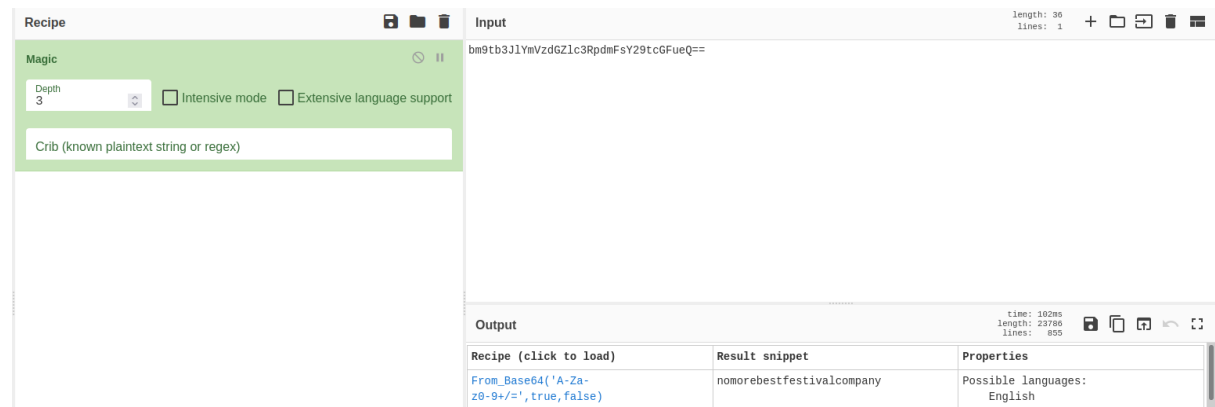 Recipe
Magic
Depth
3
Intensive mode
Extensive language support
Crib (known plaintext string or regex)
Input
length: 36
lines: 1
bm9tb3JlYmVzdGZlc3RpdmFsY29tcGFueQ==
Output
time: 102ms
length: 23786
lines: 855
Recipe (click to load)
Result snippet
Properties
From_Base64('A-Za-
z0-9+/=',true,false)
nomorebestfestivalcompany
Possible languages:
English